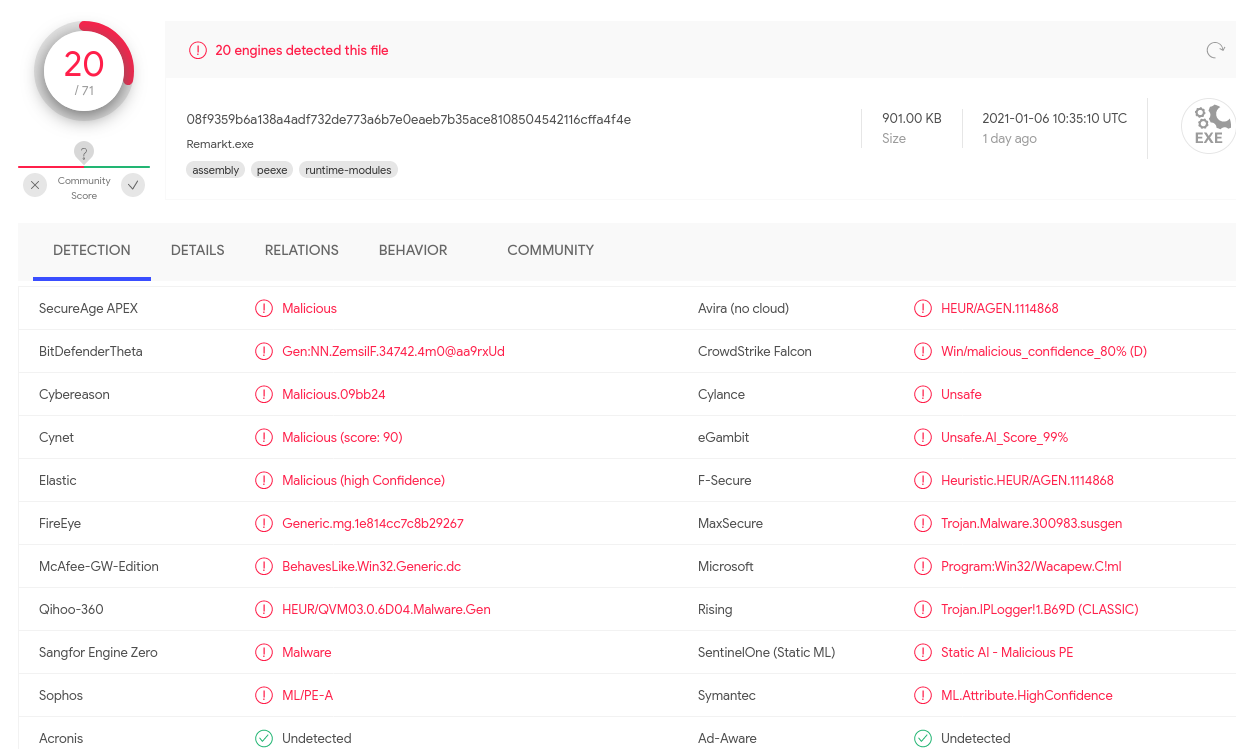 20
/ 71
?
Community
Score
20 engines detected this file
08f9359b6a138a4adf732de773a6b7e0eaeb7b35ace8108504542116cffa4f4e
Remarkt.exe
assembly peexe runtime-modules
901.00 KB
Size
2021-01-06 10:35:10 UTC
1 day ago
EXE
DETECTION DETAILS RELATIONS BEHAVIOR COMMUNITY
SecureAge APEX Malicious Avira (no cloud) HEUR/AGEN.1114868
BitDefenderTheta Gen:NN.ZemsilF.34742.4m0@aa9rxUd CrowdStrike Falcon Win/malicious_confidence_80% (D)
Cybereason Malicious.09bb24 Cylance Unsafe
Cynet Malicious (score: 90) eGambit Unsafe.AI_Score_99%
Elastic Malicious (high Confidence) F-Secure Heuristic.HEUR/AGEN.1114868
FireEye Generic.mg.1e814cc7c8b29267 MaxSecure Trojan.Malware.300983.susgen
McAfee-GW-Edition BehavesLike.Win32.Generic.dc Microsoft Program:Win32/Wacapew.C!ml
Qihoo-360 HEUR/QVM03.0.6D04.Malware.Gen Rising Trojan.IPLogger!1.B69D (CLASSIC)
Sangfor Engine Zero Malware SentinelOne (Static ML) Static AI - Malicious PE
Sophos ML/PE-A Symantec ML.Attribute.HighConfidence
Acronis Undetected Ad-Aware Undetected